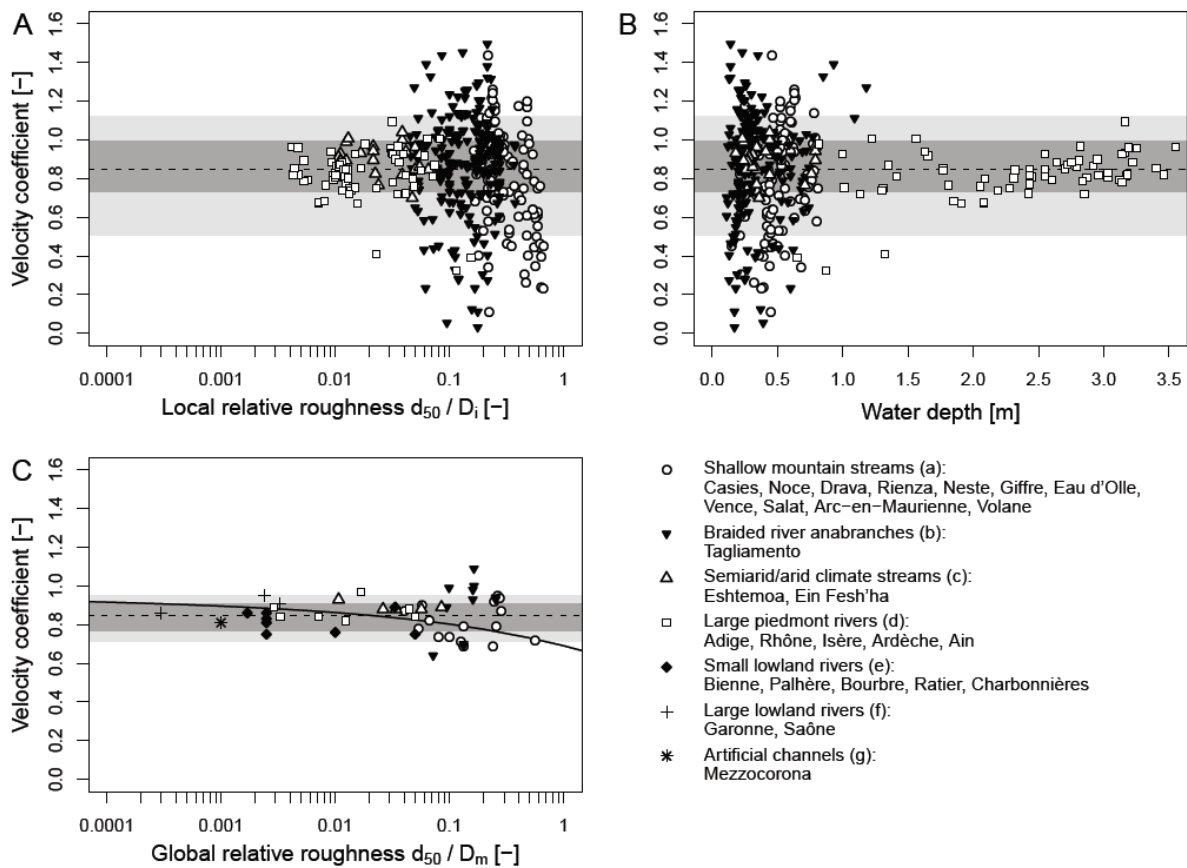 A
Velocity coefficient [−]
0.0 0.2 0.4 0.6 0.8 1.0 1.2 1.4 1.6
0.0001 0.001 0.01 0.1 1
Local relative roughness d50 / Di [−]
B
0.0 0.2 0.4 0.6 0.8 1.0 1.2 1.4 1.6
0.0 0.5 1.0 1.5 2.0 2.5 3.0 3.5
Water depth [m]
C
Velocity coefficient [−]
0.0 0.2 0.4 0.6 0.8 1.0 1.2 1.4 1.6
0.0001 0.001 0.01 0.1 1
Global relative roughness d50 / Dm [−]
Shallow mountain streams (a):
Casies, Noce, Drava, Rienza, Neste, Giffre, Eau d'Olle,
Vence, Salat, Arc−en−Maurienne, Volane
Braided river anabranches (b):
Tagliamento
Semiarid/arid climate streams (c):
Eshtemoa, Ein Fesh'ha
Large piedmont rivers (d):
Adige, Rhône, Isère, Ardèche, Ain
Small lowland rivers (e):
Bienne, Palhère, Bourbre, Ratier, Charbonnières
Large lowland rivers (f):
Garonne, Saône
Artificial channels (g):
Mezzocorona